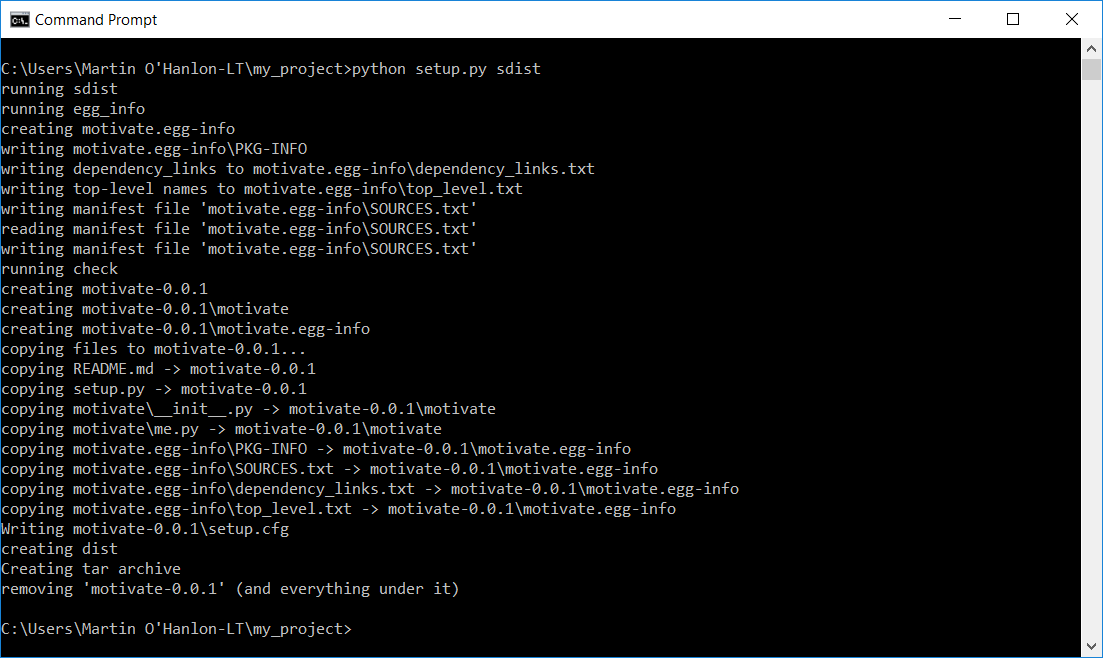 Command Prompt
C:\Users\Martin O'Hanlon-LT\my_project>python setup.py sdist
running sdist
running egg_info
creating motivate.egg-info
writing motivate.egg-info\PKG-INFO
writing dependency_links to motivate.egg-info\dependency_links.txt
writing top-level names to motivate.egg-info\top_level.txt
writing manifest file 'motivate.egg-info\SOURCES.txt'
reading manifest file 'motivate.egg-info\SOURCES.txt'
writing manifest file 'motivate.egg-info\SOURCES.txt'
running check
creating motivate-0.0.1
creating motivate-0.0.1\motivate
creating motivate-0.0.1\motivate.egg-info
copying files to motivate-0.0.1...
copying README.md -> motivate-0.0.1
copying setup.py -> motivate-0.0.1
copying motivate\__init__.py -> motivate-0.0.1\motivate
copying motivate\me.py -> motivate-0.0.1\motivate
copying motivate.egg-info\PKG-INFO -> motivate-0.0.1\motivate.egg-info
copying motivate.egg-info\SOURCES.txt -> motivate-0.0.1\motivate.egg-info
copying motivate.egg-info\dependency_links.txt -> motivate-0.0.1\motivate.egg-info
copying motivate.egg-info\top_level.txt -> motivate-0.0.1\motivate.egg-info
Writing motivate-0.0.1\setup.cfg
creating dist
Creating tar archive
removing 'motivate-0.0.1' (and everything under it)
C:\Users\Martin O'Hanlon-LT\my_project>